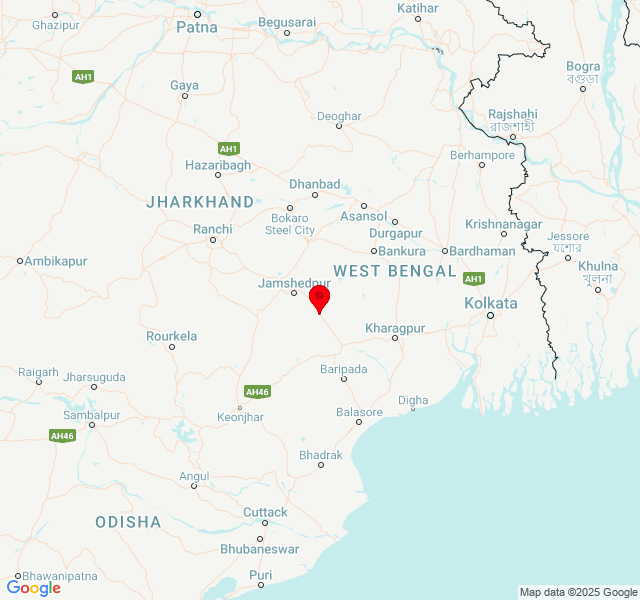 Katihar
Ghazipur
Patna
Begusarai
Bogra
বগুড়া
AH1
Gaya
Deoghar
Rajshahi
রাজশাহী
AH1
Berhampore
Hazaribagh
Dhanbad
JHARKHAND
Bokaro
Steel City
Asansol
Durgapur
Krishnanagar
Ranchi
Jessore
যশোর
Ambikapur
Bankura
Bardhaman
Khulna
খুলনা
WEST BENGAL
AH1
Jamshedpur
Kolkata
Kharagpur
Rourkela
Raigarh
Jharsuguda
Baripada
AH46
Keonjhar
Digha
Sambalpur
Balasore
AH46
Bhadrak
Angul
Cuttack
ODISHA
Bhubaneswar
Bhawanipatna
Puri
Google
Map data ©2025 Google